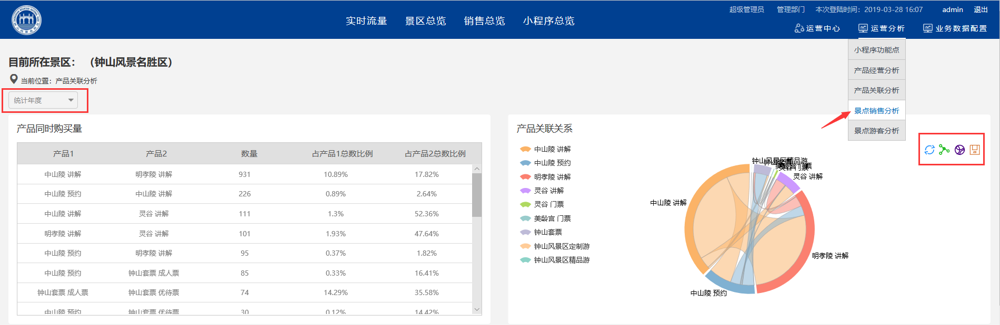 超级管理员 管理部门 本次登陆时间：2019-03-28 16:07 admin 退出
实时流量 景区总览 销售总览 小程序总览
运营中心 运营分析 业务数据配置
小程序功能点
产品经营分析
产品关联分析
景点销售分析
景点游客分析
目前所在景区： （钟山风景名胜区）
当前位置：产品关联分析
统计年度
产品同时购买量
产品1 产品2 数量 占产品1总数比例 占产品2总数比例
中山陵 讲解 明孝陵 讲解 931 10.89% 17.82%
中山陵 预约 中山陵 讲解 226 0.89% 2.64%
中山陵 讲解 灵谷 讲解 111 1.3% 52.36%
明孝陵 讲解 灵谷 讲解 101 1.93% 47.64%
中山陵 预约 明孝陵 讲解 95 0.37% 1.82%
中山陵 预约 钟山套票 成人票 85 0.33% 16.41%
钟山套票 成人票 钟山套票 优待票 74 14.29% 35.58%
中山陵 预约 钟山套票 优待票 30 0.12% 14.42%
产品关联关系
中山陵 讲解
中山陵 预约
明孝陵 讲解
灵谷 讲解
灵谷 门票
美龄宫 门票
钟山套票
钟山风景区定制游
钟山风景区精品游
钟山风景区精品游
灵谷 门票
灵谷 讲解
中山陵 讲解
明孝陵 讲解
中山陵 预约